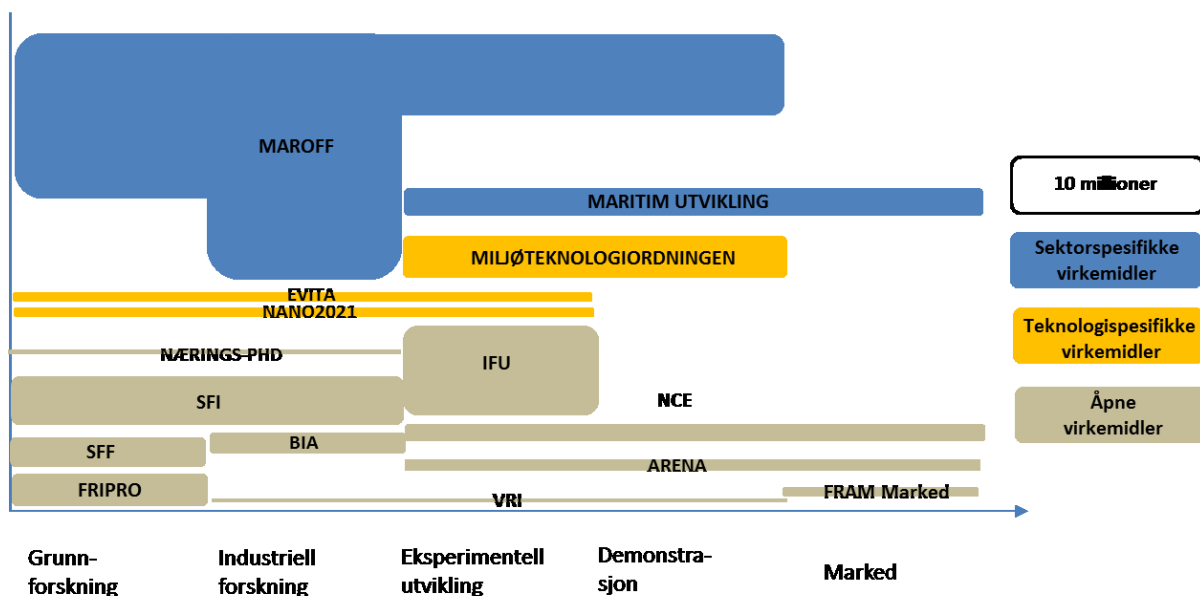 MAROFF
MARITIM UTVIKLING
MILJØTEKNOLOGIORDNINGEN
EVITA
NANO2021
NÆRINGS-PHD
IFU
SFI
NCE
BIA
SFF
ARENA
FRIPRO
VRI
FRAM Marked
10 millioner
Sektorspesifikke
virkemidler
Teknologispesifikke
virkemidler
Åpne
virkemidler
Grunn-
forskning
Industriell
forskning
Eksperimentell
utvikling
Demonstra-
sjon
Marked